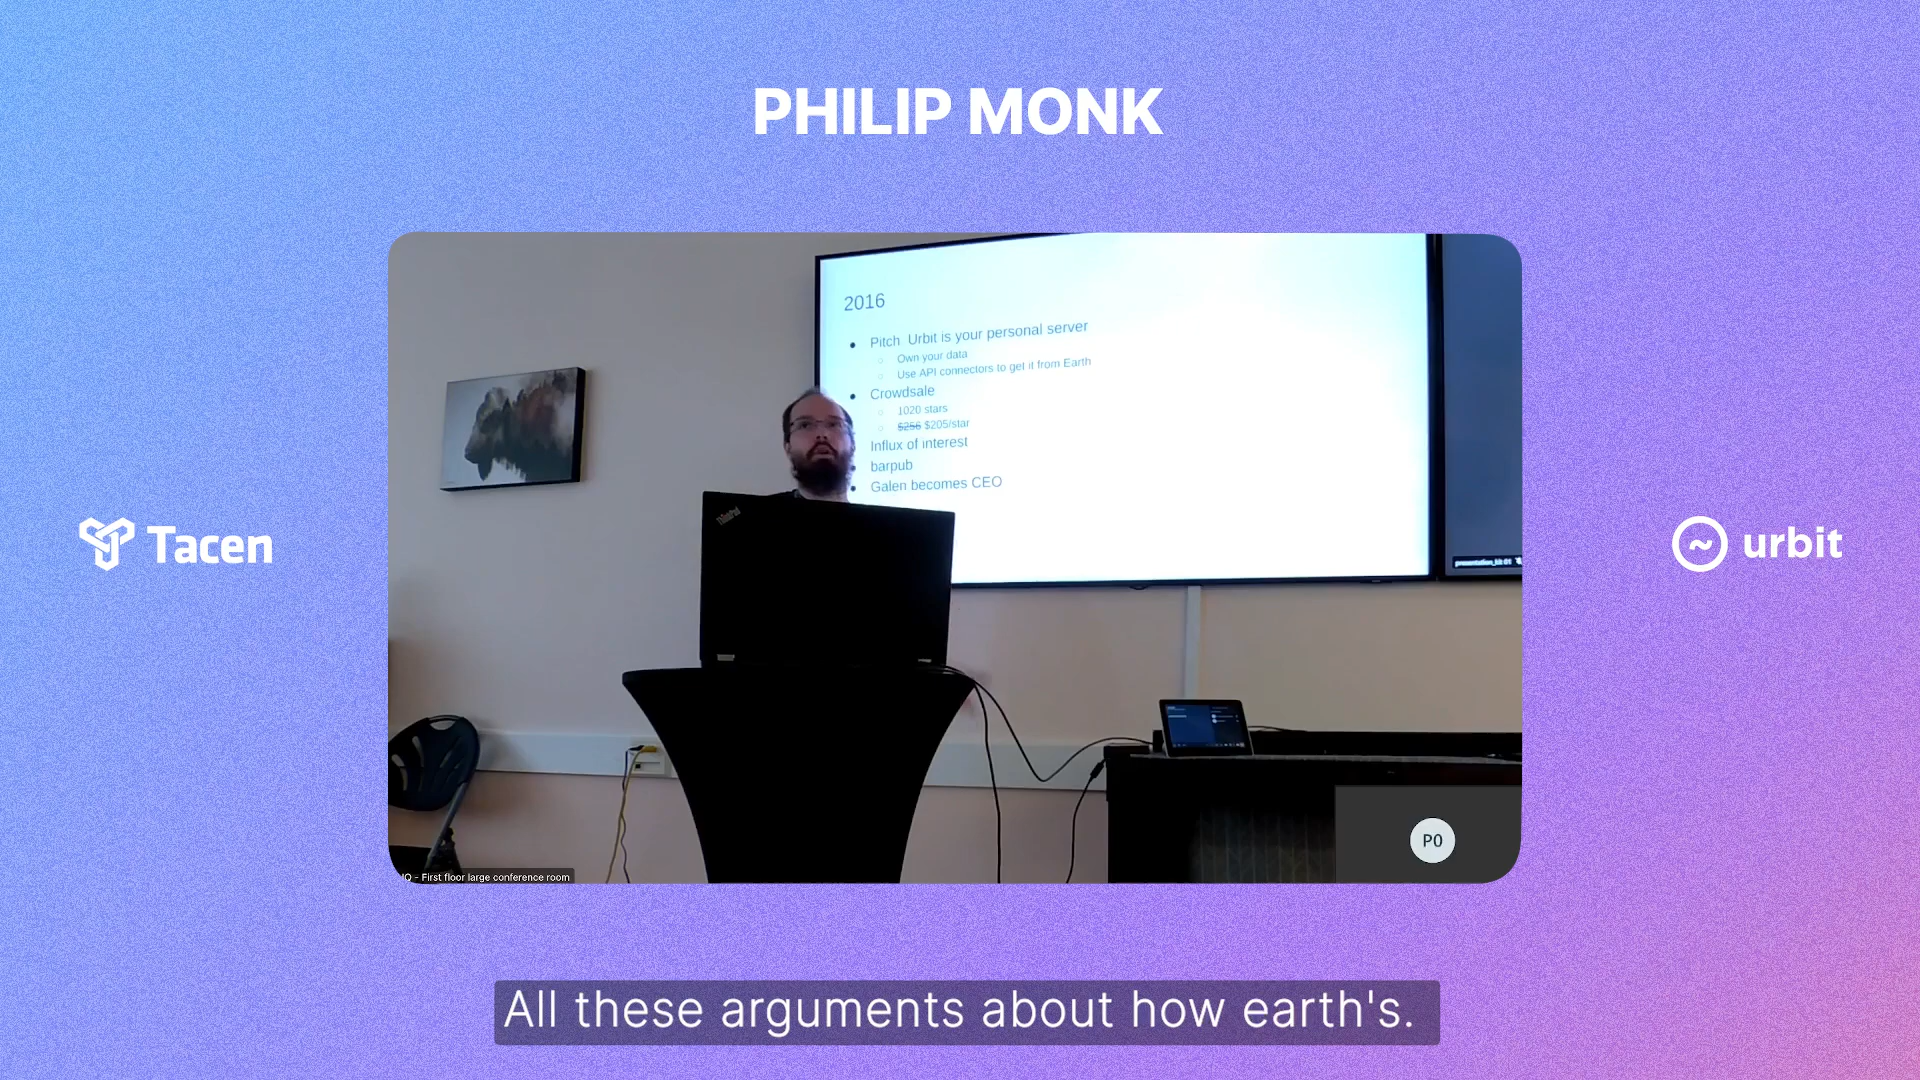 PHILIP MONK
2016
Pitch Urbit is your personal server
Own your data
Use API connectors to get it from Earth
Crowdsale
1020 stars
$256 $205/star
Influx of interest
barpub
Galen becomes CEO
ThinkPad
Tacen
urbit
P0
- First floor large conference room
All these arguments about how earth's.